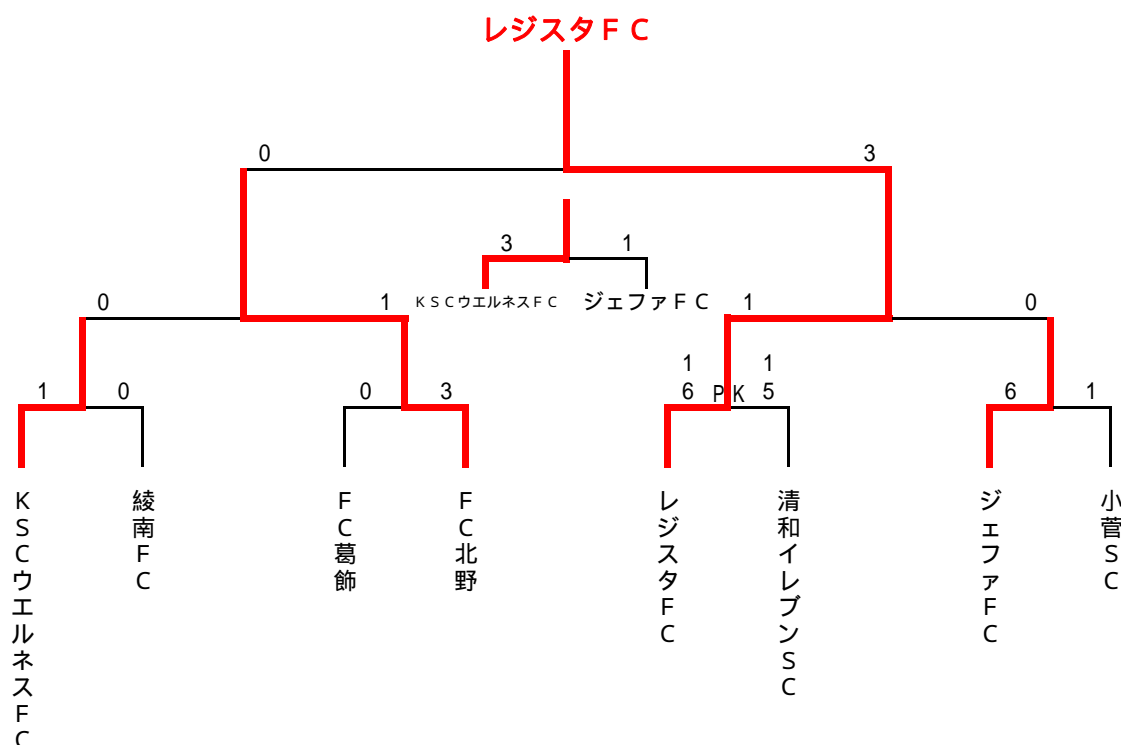 レジスタFC
0 3
3 1
KSCウエルネスFC ジェファFC
0 1 1 0
1 1
1 0 0 3 6 PK 5 6 1
KSCウエルネスFC
綾南FC
FC葛飾
FC北野
レジスタFC
清和イレブンSC
ジェファFC
小菅SC